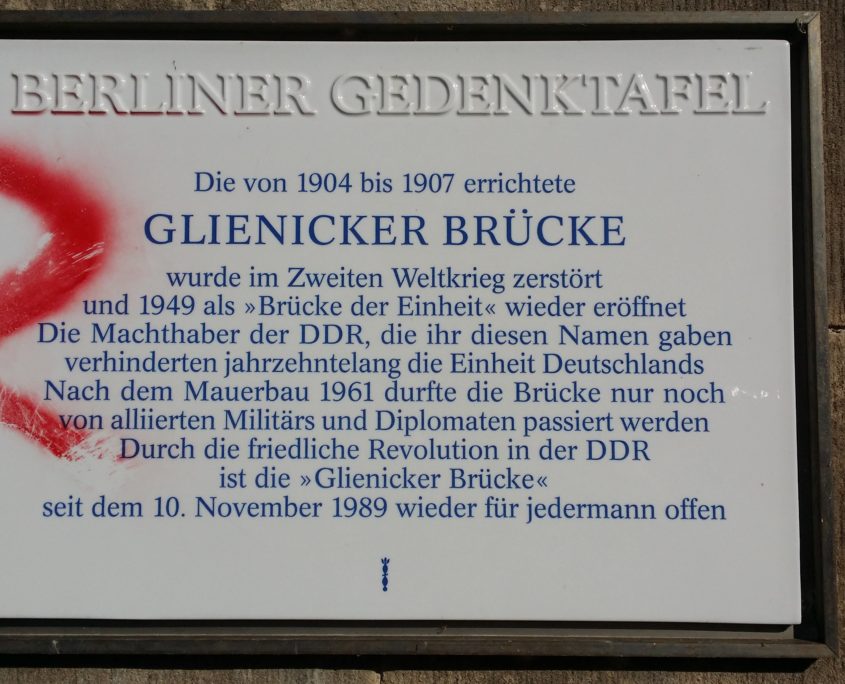 BERLINER GEDENKTAFEL
Die von 1904 bis 1907 errichtete
GLIENICKER BRÜCKE
wurde im Zweiten Weltkrieg zerstört
und 1949 als »Brücke der Einheit« wieder eröffnet
Die Machthaber der DDR, die ihr diesen Namen gaben
verhinderten jahrzehntelang die Einheit Deutschlands
Nach dem Mauerbau 1961 durfte die Brücke nur noch
von alliierten Militärs und Diplomaten passiert werden
Durch die friedliche Revolution in der DDR
ist die »Glienicker Brücke«
seit dem 10. November 1989 wieder für jedermann offen